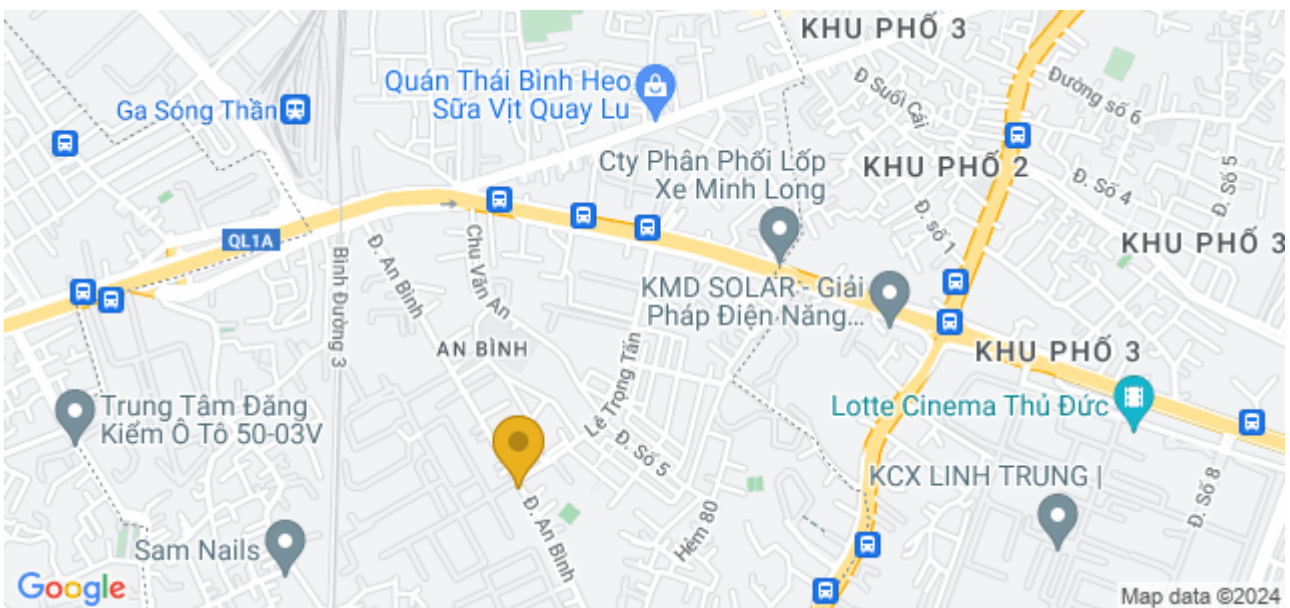 KHU PHỐ 3
Quán Thái Bình Heo
Sữa Vịt Quay Lu
Ga Sóng Thần
Đ Suối Cái
Đường số 6
Cty Phân Phối Lốp
Xe Minh Long
KHU PHỐ 2
Đ. Số 4
Đ. Số 5
QL1A
Chu Văn An
Đ. An Bình
Bình Đường 3
Đ. số 1
KHU PHỐ 3
KMD SOLAR - Giải
Pháp Điện Năng...
AN BÌNH
KHU PHỐ 3
Lê Trọng Tấn
Trung Tâm Đăng
Kiểm Ô Tô 50-03V
Lotte Cinema Thủ Đức
Đ. Số 5
KCX LINH TRUNG |
Đ. Số 8
Đ. An Bình
Hẻm 80
Sam Nails
Google
Map data ©2024